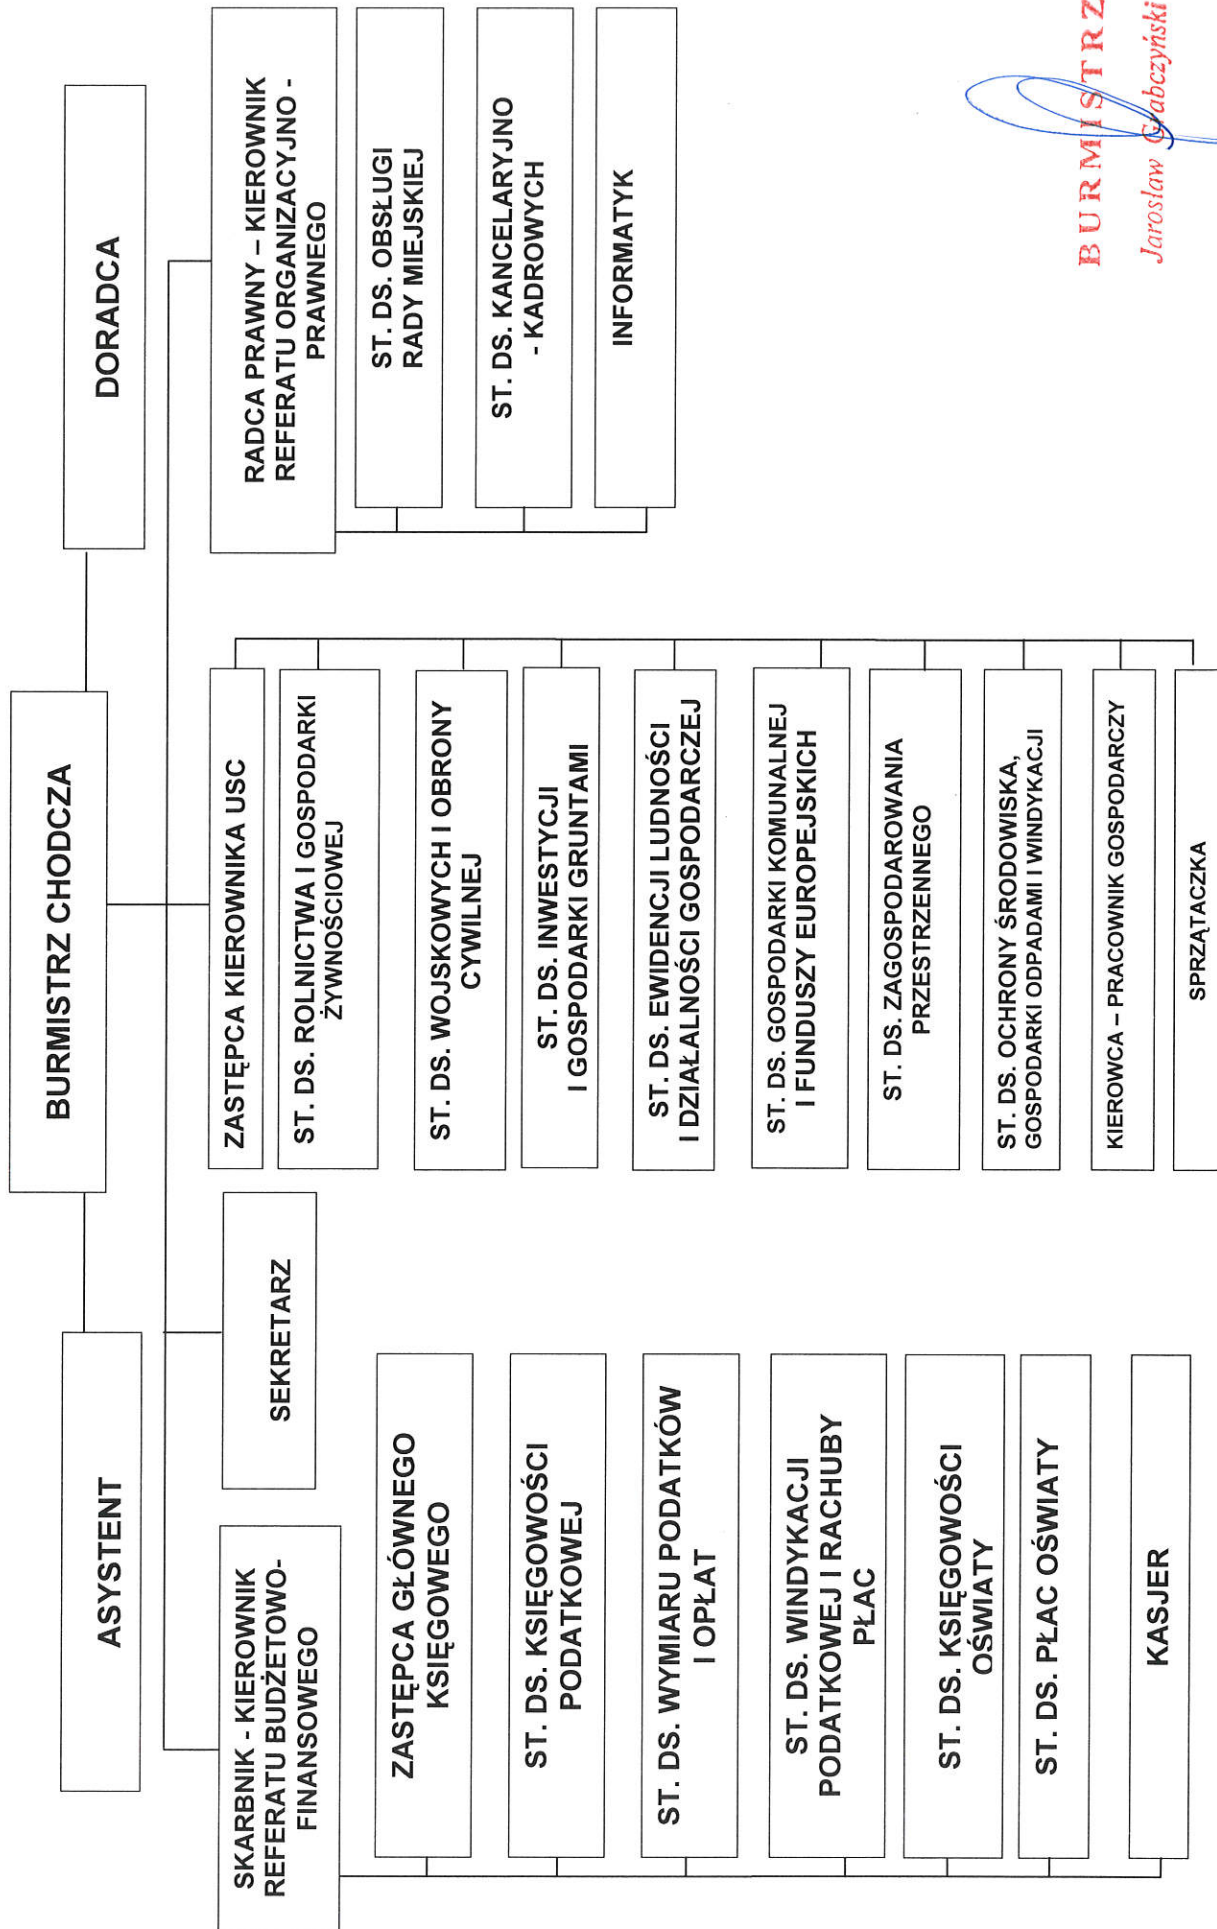 BURMISTRZ CHODCZA
ASYSTENT
DORADCA
SKARBNIK - KIEROWNIK
REFERATU BUDŻETOWO-
FINANSOWEGO
SEKRETARZ
ZASTĘPCA GŁÓWNEGO
KSIĘGOWEGO
ST. DS. KSIĘGOWOŚCI
PODATKOWEJ
ST. DS. WYMIARU PODATKÓW
I OPŁAT
ST. DS. WINDYKACJI
PODATKOWEJ I RACHUBY
PŁAC
ST. DS. KSIĘGOWOŚCI
OŚWIATY
ST. DS. PŁAC OŚWIATY
KASJER
ZASTĘPCA KIEROWNIKA USC
ST. DS. ROLNICTWA I GOSPODARKI
ŻYWNOŚCIOWEJ
ST. DS. WOJSKOWYCH I OBRONY
CYWILNEJ
ST. DS. INWESTYCJI
I GOSPODARKI GRUNTAMI
ST. DS. EWIDENCJI LUDNOŚCI
I DZIAŁALNOŚCI GOSPODARCZEJ
ST. DS. GOSPODARKI KOMUNALNEJ
I FUNDUSZY EUROPEJSKICH
ST. DS. ZAGOSPODAROWANIA
PRZESTRZENNEGO
ST. DS. OCHRONY ŚRODOWISKA,
GOSPODARKI ODPADAMI I WINDYKACJI
KIEROWCA – PRACOWNIK GOSPODARCZY
SPRZĄTACZKA
RADCA PRAWNY – KIEROWNIK
REFERATU ORGANIZACYJNO -
PRAWNEGO
ST. DS. OBSŁUGI
RADY MIEJSKIEJ
ST. DS. KANCELARYJNO
- KADROWYCH
INFORMATYK
BURMISTRZ
Jarosław Grabczyński